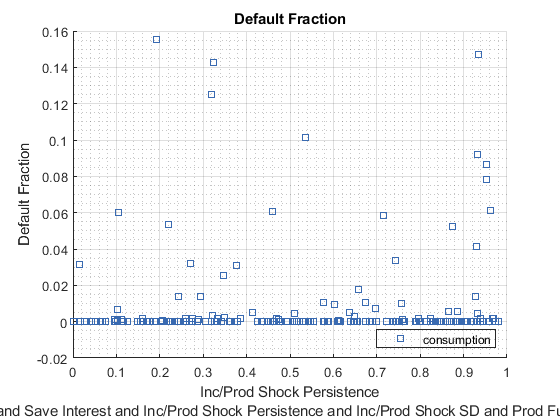 Default Fraction
0.16
0.14
0.12
0.1
0.08
0.06
0.04
0.02
0
-0.02
Default Fraction
consumption
0 0.1 0.2 0.3 0.4 0.5 0.6 0.7 0.8 0.9 1
Inc/Prod Shock Persistence
and Save Interest and Inc/Prod Shock Persistence and Inc/Prod Shock SD and Prod Fu